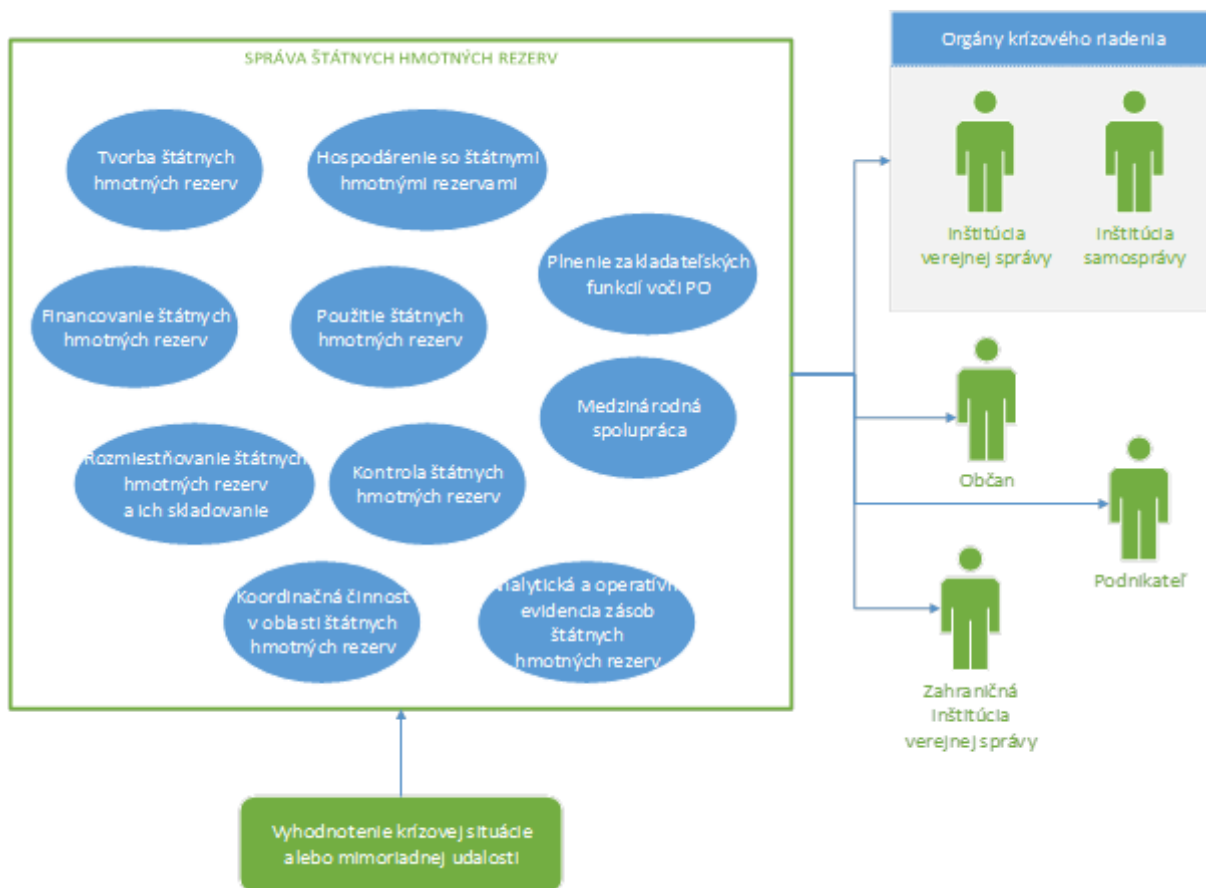 SPRÁVA ŠTÁTNYCH HMOTNÝCH REZERV
Tvorba štátnych
hmotných rezerv
Hospodárenie so štátnymi
hmotnými rezervami
Plnenie zakladateľských
funkcií voči PO
Financovanie štátnych
hmotných rezerv
Použitie štátnych
hmotných rezerv
Medzinárodná
spolupráca
Rozmiestňovanie štátnych
hmotných rezerv
a ich skladovanie
Kontrola štátnych
hmotných rezerv
Koordinačná činnosť
v oblasti štátnych
hmotných rezerv
nalytická a operatívn
evidencia zásob
štátnych
hmotných rezerv
Vyhodnotenie krízovej situácie
alebo mimoriadnej udalosti
Orgány krízového riadenia
Inštitúcia
verejnej správy
Inštitúcia
samosprávy
Občan
Podnikateľ
Zahraničná
inštitúcia
verejnej správy